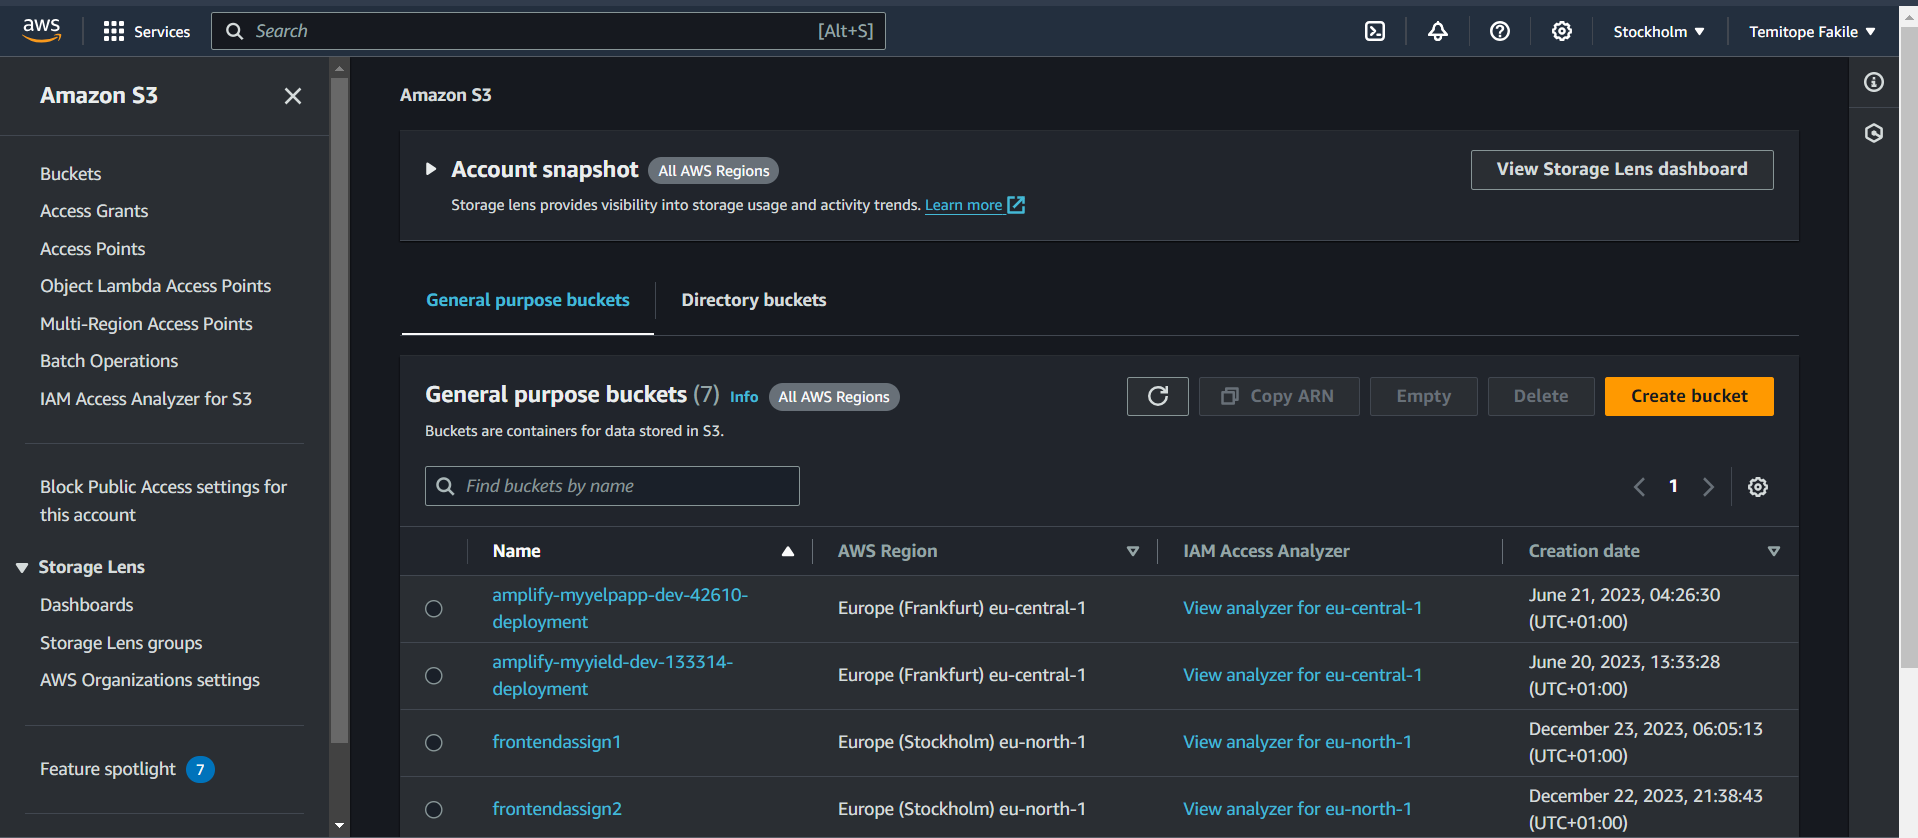 aws
Services
Search [Alt+S]
Stockholm
Temitope Fakile
Amazon S3
Buckets
Access Grants
Access Points
Object Lambda Access Points
Multi-Region Access Points
Batch Operations
IAM Access Analyzer for S3
Block Public Access settings for
this account
Storage Lens
Dashboards
Storage Lens groups
AWS Organizations settings
Feature spotlight 7
Amazon S3
Account snapshot All AWS Regions
View Storage Lens dashboard
Storage lens provides visibility into storage usage and activity trends. Learn more
General purpose buckets
Directory buckets
General purpose buckets (7) Info All AWS Regions
Copy ARN
Empty
Delete
Create bucket
Buckets are containers for data stored in S3.
Find buckets by name
1
Name AWS Region IAM Access Analyzer Creation date
amplify-myyelpapp-dev-42610-
deployment
Europe (Frankfurt) eu-central-1
View analyzer for eu-central-1
June 21, 2023, 04:26:30
(UTC+01:00)
amplify-myyield-dev-133314-
deployment
Europe (Frankfurt) eu-central-1
View analyzer for eu-central-1
June 20, 2023, 13:33:28
(UTC+01:00)
frontendassign1
Europe (Stockholm) eu-north-1
View analyzer for eu-north-1
December 23, 2023, 06:05:13
(UTC+01:00)
frontendassign2
Europe (Stockholm) eu-north-1
View analyzer for eu-north-1
December 22, 2023, 21:38:43
(UTC+01:00)